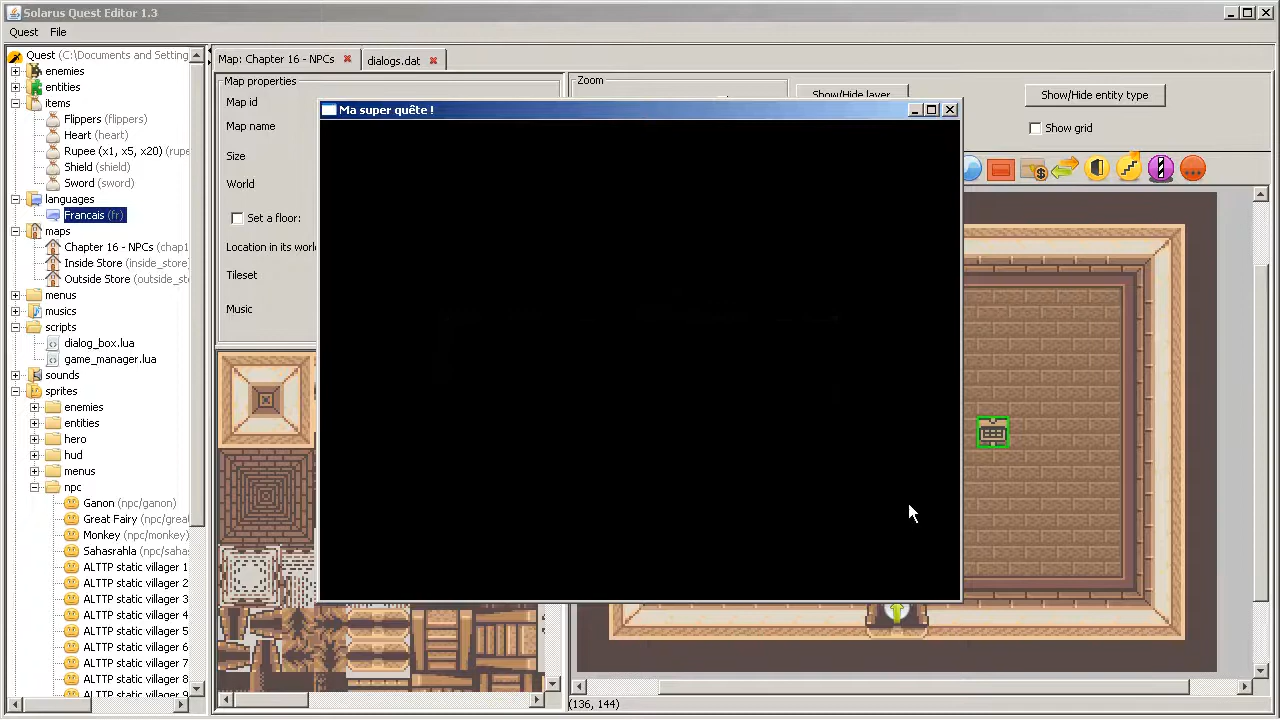 Solarus Quest Editor 1.3
Quest File
Quest (C:\Documents and Setting
enemies
entities
items
Flippers (flippers)
Heart (heart)
Rupee (x1, x5, x20) (rupe
Shield (shield)
Sword (sword)
languages
Francais (fr)
maps
Chapter 16 - NPCs (chap1
Inside Store (inside_store
Outside Store (outside_st
menus
musics
scripts
dialog_box.lua
game_manager.lua
sounds
sprites
enemies
entities
hero
hud
menus
npc
Ganon (npc/ganon)
Great Fairy (npc/great
Monkey (npc/monkey)
Sahasrahla (npc/sahas
ALTTP static villager 1
ALTTP static villager 2
ALTTP static villager 3
ALTTP static villager 4
ALTTP static villager 5
ALTTP static villager 6
ALTTP static villager 7
ALTTP static villager 8
ALTTP static villager 9
Map: Chapter 16 - NPCs
dialogs.dat
Map properties
Map id
Map name
Size
World
Set a floor:
Location in its worl
Tileset
Music
Zoom
Show/Hide layer
Show/Hide entity type
Show grid
Ma super quête !
(136, 144)